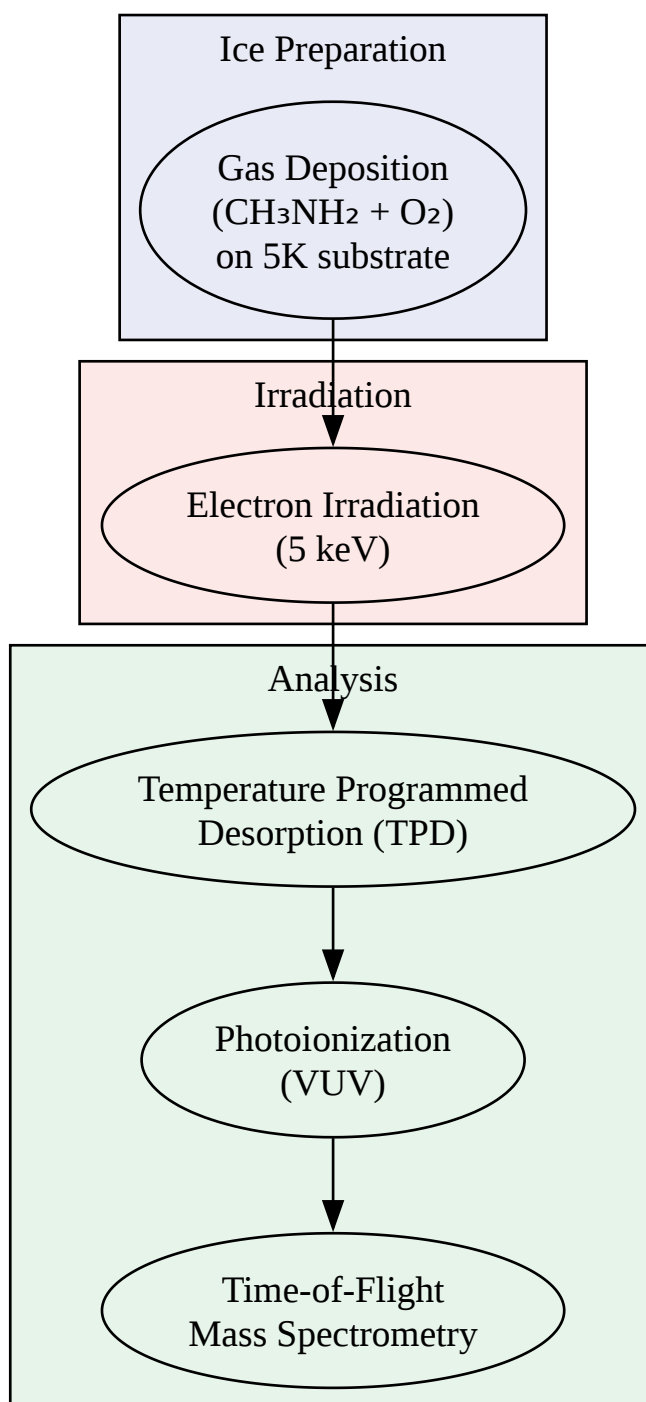 Ice Preparation
Gas Deposition
(CH₃NH₂ + O₂)
on 5K substrate
Irradiation
Electron Irradiation
(5 keV)
Analysis
Temperature Programmed
Desorption (TPD)
Photoionization
(VUV)
Time-of-Flight
Mass Spectrometry